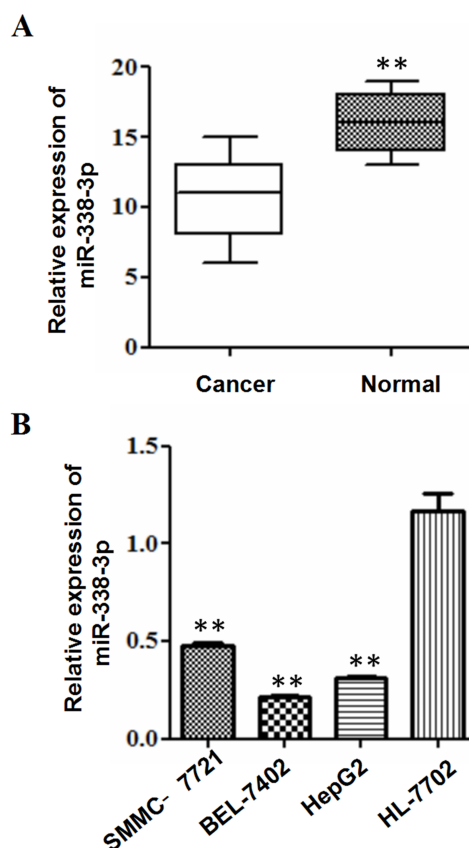 A
Relative expression of
miR-338-3p
20
15
10
5
0
**
Cancer
Normal
B
Relative expression of
miR-338-3p
1.5
1.0
0.5
0.0
**
**
**
SMMC- 7721
BEL-7402
HepG2
HL-7702